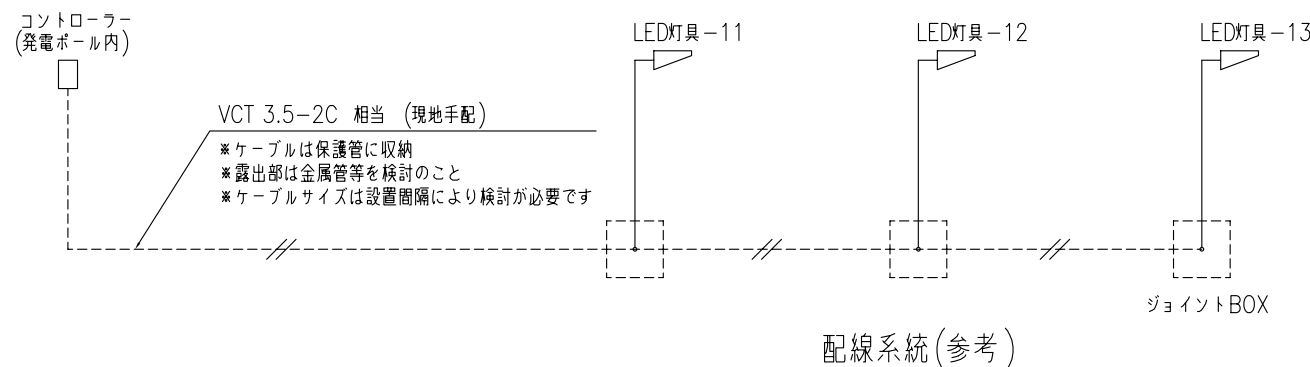 コントローラー
(発電ポール内)
LED灯具-11
LED灯具-12
LED灯具-13
VCT 3.5-2C 相当 (現地手配)
※ケーブルは保護管に収納
※露出部は金属管等を検討のこと
※ケーブルサイズは設置間隔により検討が必要です
ジョイントBOX
配線系統(参考)